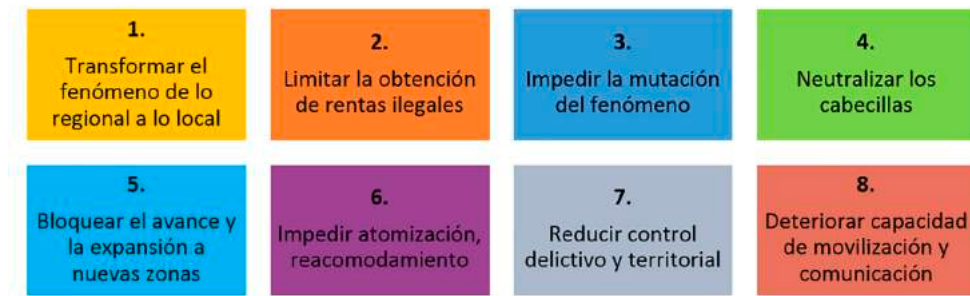 1.
Transformar el
fenómeno de lo
regional a lo local
2.
Limitar la obtención
de rentas ilegales
3.
Impedir la mutación
del fenómeno
4.
Neutralizar los
cabecillas
5.
Bloquear el avance y
la expansión a
nuevas zonas
6.
Impedir atomización,
reacomodamiento
7.
Reducir control
delictivo y territorial
8.
Deteriorar capacidad
de movilización y
comunicación